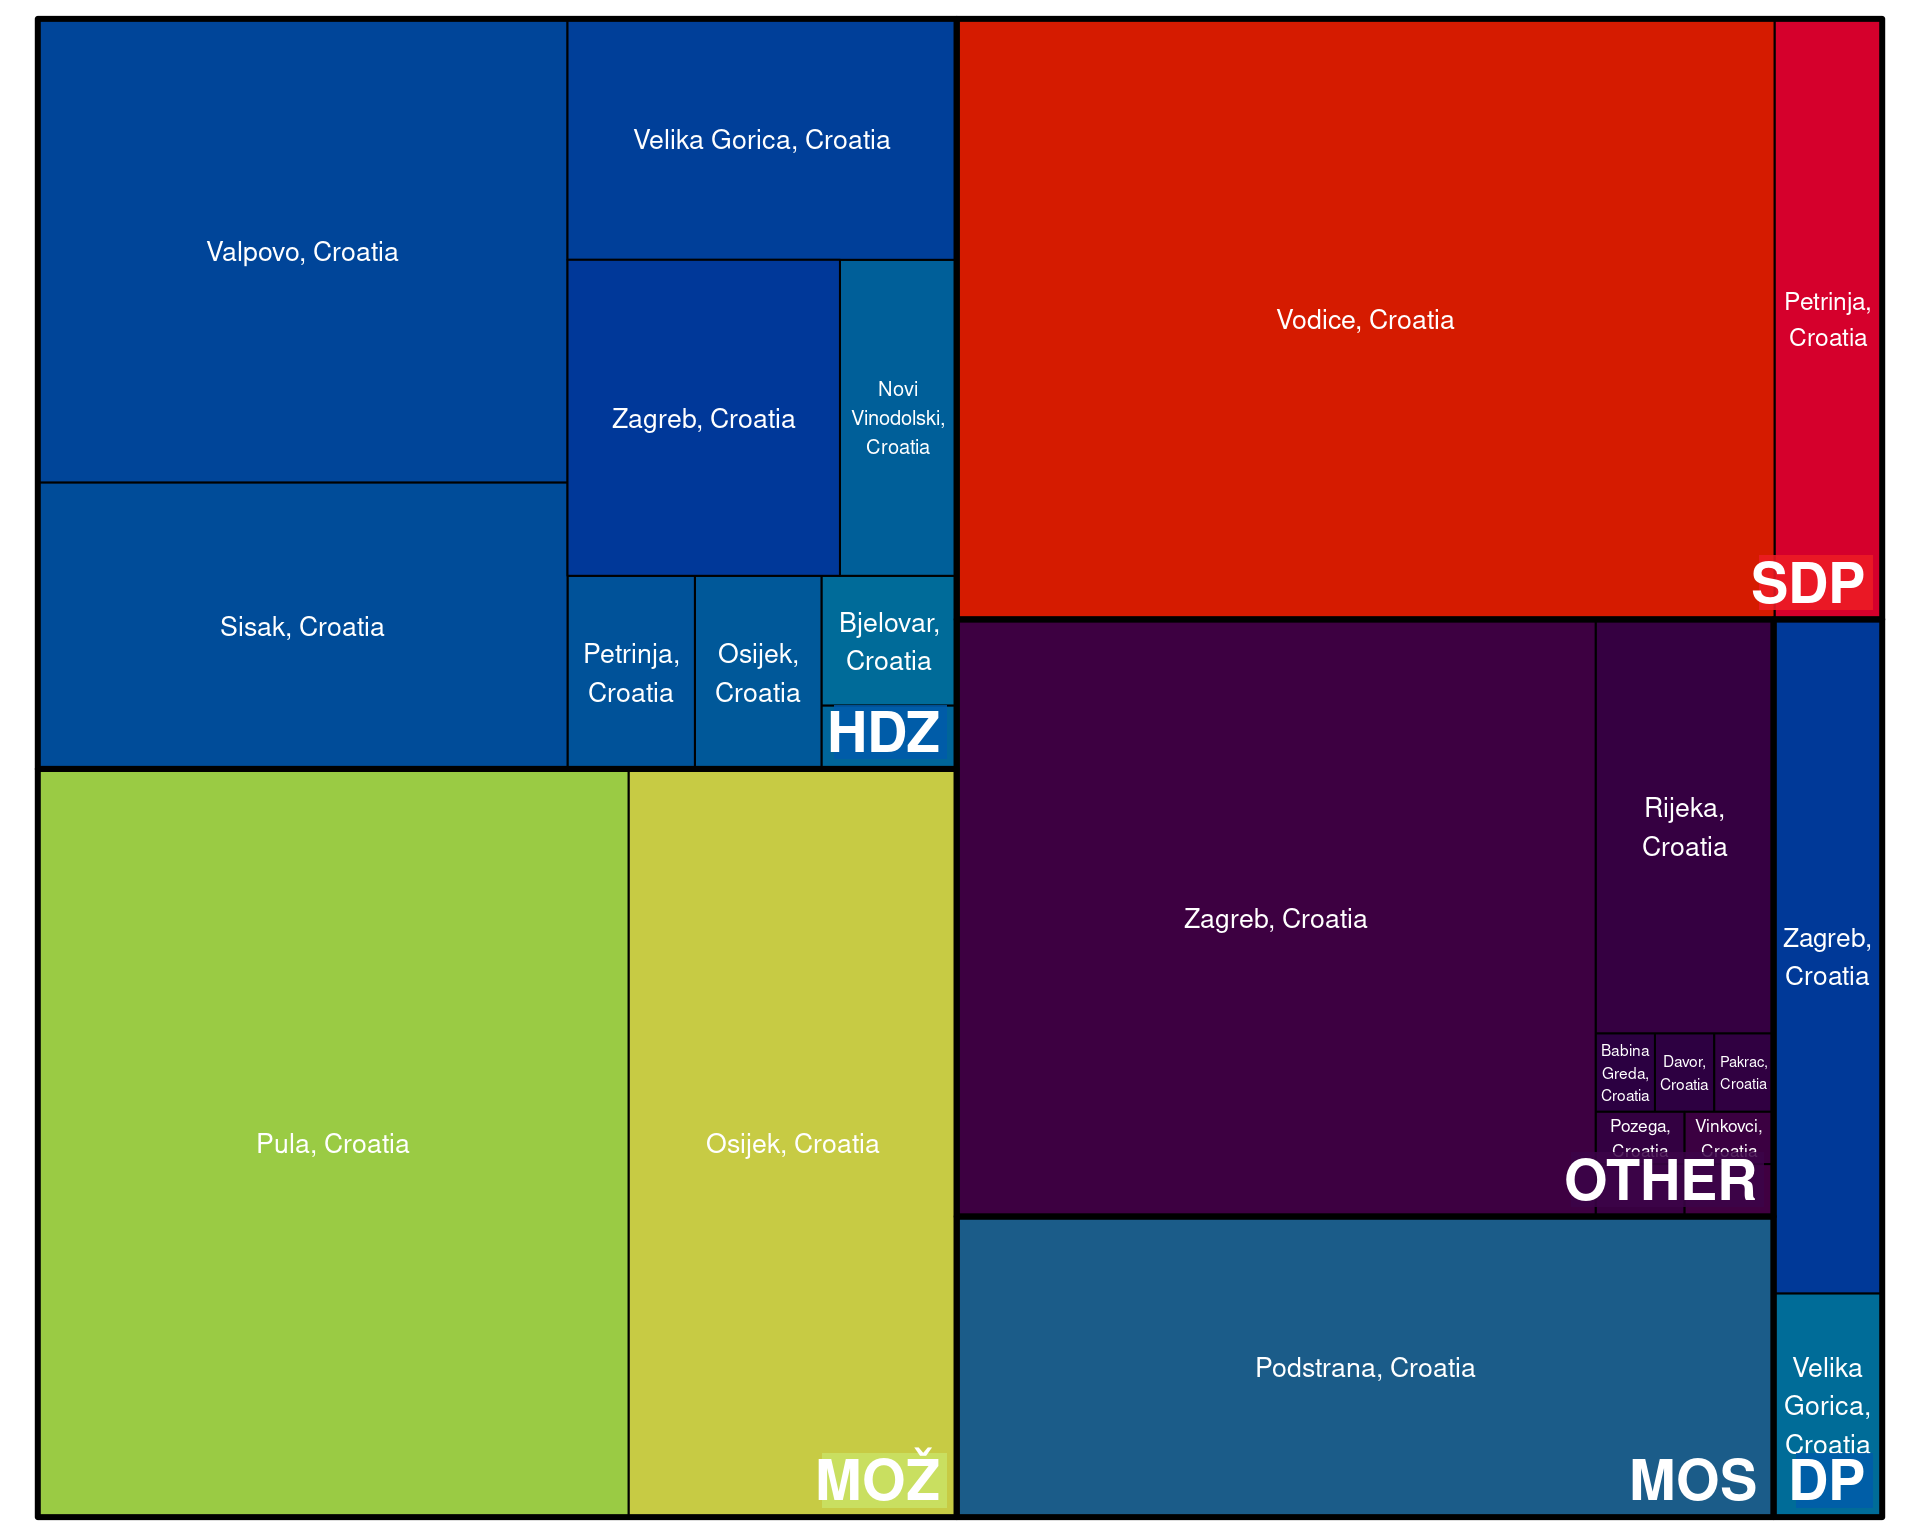 Valpovo, Croatia
Velika Gorica, Croatia
Zagreb, Croatia
Novi
Vinodolski,
Croatia
Sisak, Croatia
Petrinja,
Croatia
Osijek,
Croatia
Bjelovar,
Croatia
HDZ
Pula, Croatia
Osijek, Croatia
MOŽ
Vodice, Croatia
Petrinja,
Croatia
SDP
Zagreb, Croatia
Rijeka,
Croatia
Babina
Greda,
Croatia
Davor,
Croatia
Pakrac,
Croatia
Pozega,
Croatia
Vinkovci,
Croatia
OTHER
Podstrana, Croatia
MOS
Zagreb,
Croatia
Velika
Gorica,
Croatia
DP